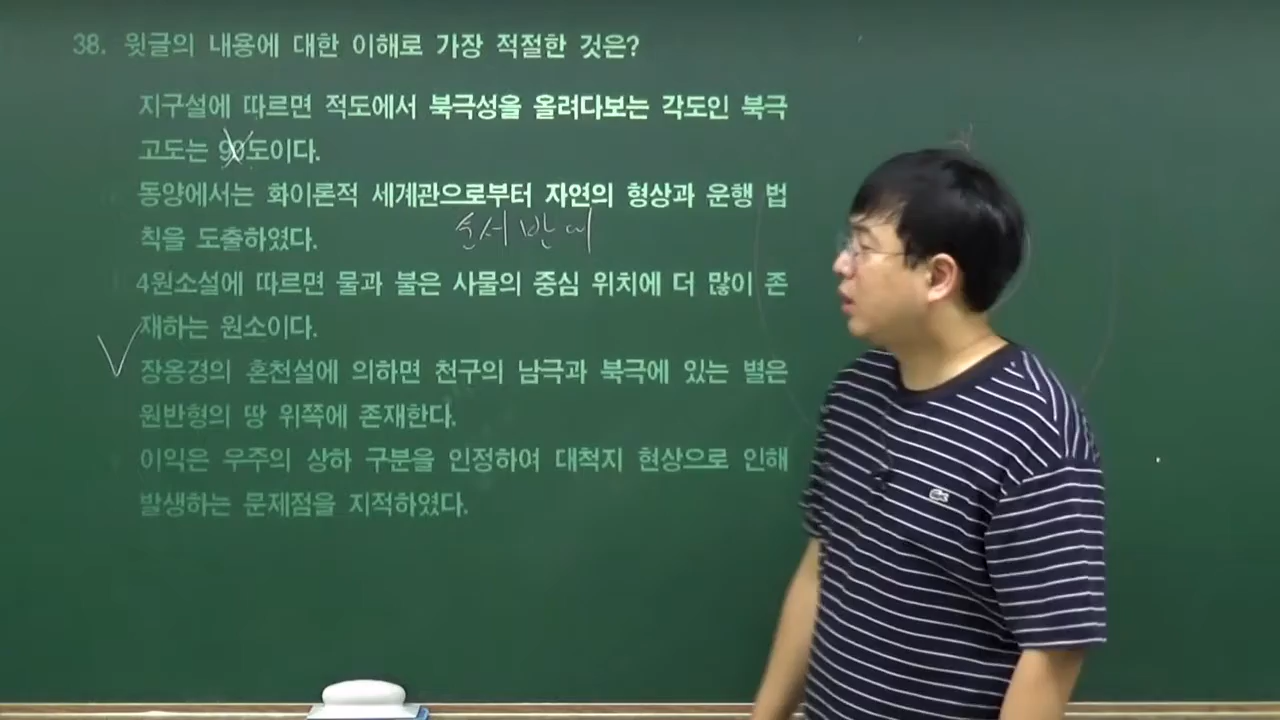 38. 윗글의 내용에 대한 이해로 가장 적절한 것은?
지구설에 따르면 적도에서 북극성을 올려다보는 각도인 북극
고도는 90도이다.
동양에서는 화이론적 세계관으로부터 자연의 형상과 운행 법
칙을 도출하였다.
순서 반대
4원소설에 따르면 물과 불은 사물의 중심 위치에 더 많이 존
재하는 원소이다.
장옹경의 혼천설에 의하면 천구의 남극과 북극에 있는 별은
원반형의 땅 위쪽에 존재한다.
이익은 우주의 상하 구분을 인정하여 대척지 현상으로 인해
발생하는 문제점을 지적하였다.